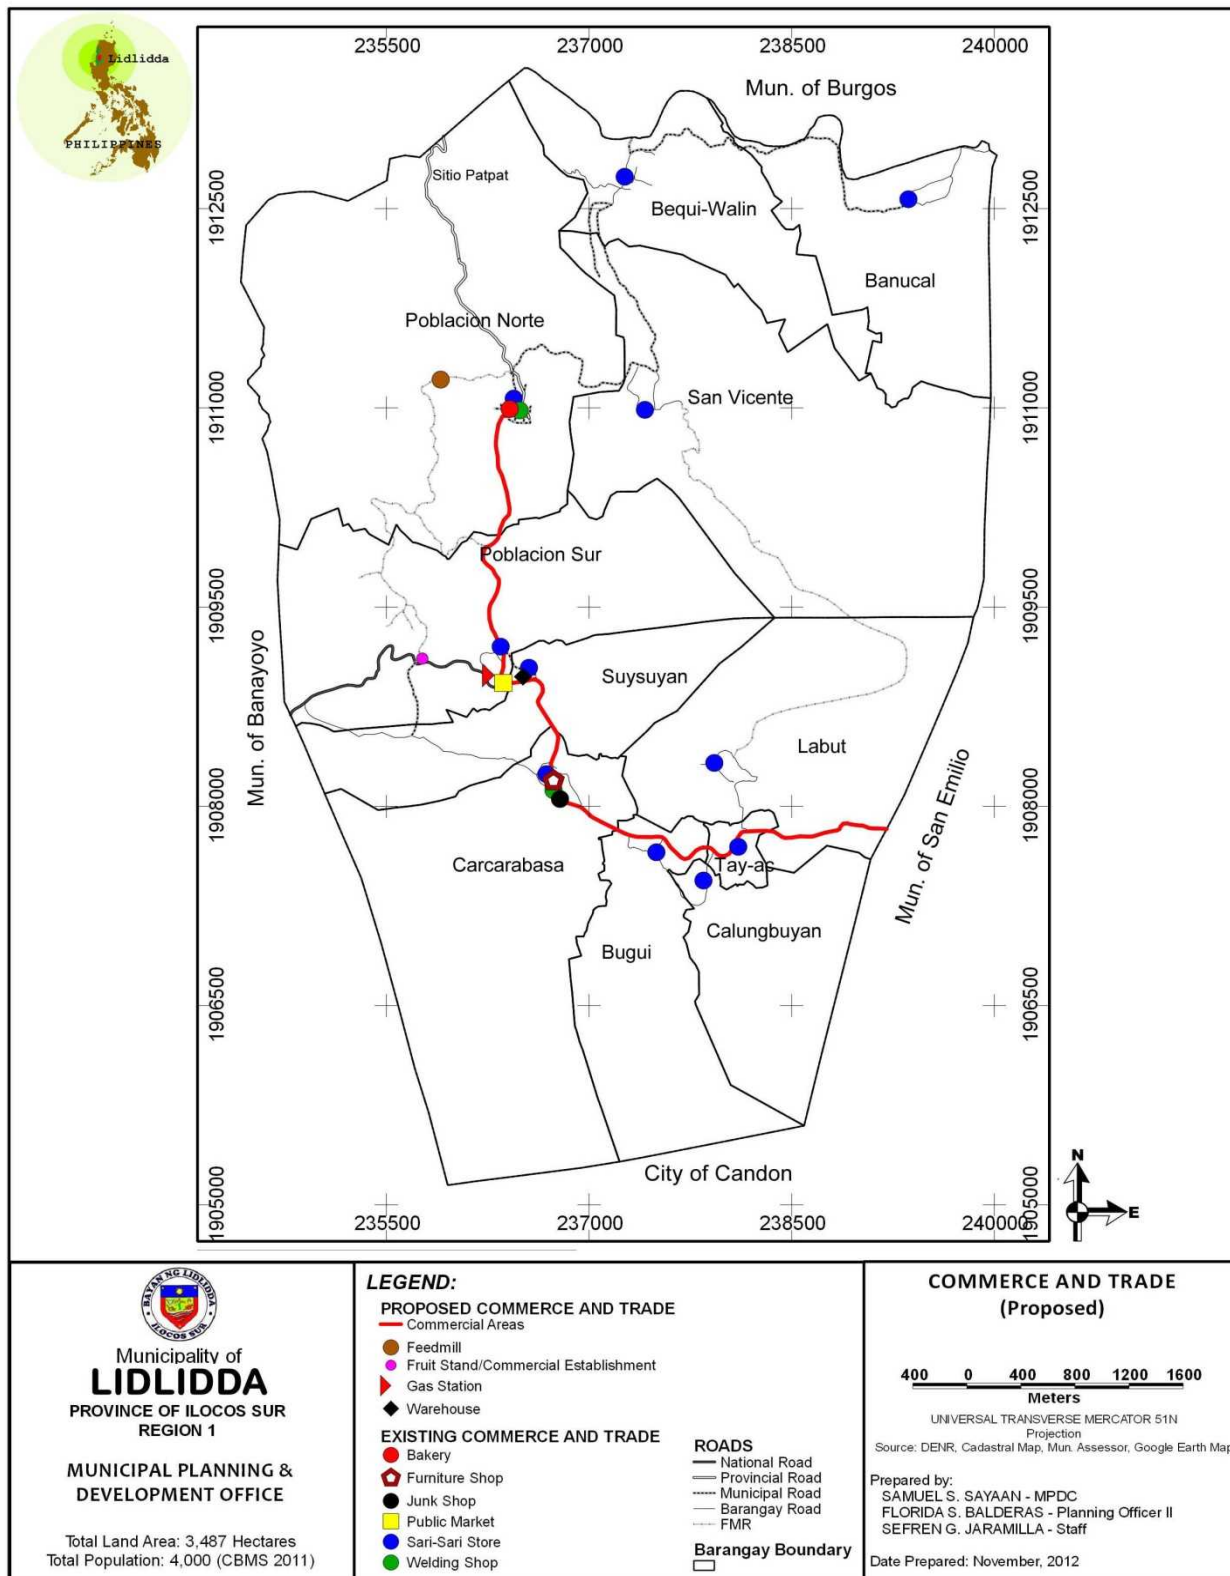 Lidlidda
PHILIPPINES
235500 237000 238500 240000
Mun. of Burgos
Sitio Patpat
1912500
1912500
Bequi-Walin
Banucal
Poblacion Norte
San Vicente
1911000
1911000
Poblacion Sur
1909500
1909500
Mun. of Banayoyo
Suysuyan
Labut
1908000
1908000
Mun. of San Emilio
Carcarabasa
Tay-ac
Calungbuyan
Bugui
1906500
1906500
City of Candon
1905000
1905000
235500 237000 238500 240000
N
E
BAYAN NG LIDLIDDA
ILOCOS SUR
Municipality of
LIDLIDDA
PROVINCE OF ILOCOS SUR
REGION 1
MUNICIPAL PLANNING &
DEVELOPMENT OFFICE
Total Land Area: 3,487 Hectares
Total Population: 4,000 (CBMS 2011)
LEGEND:
PROPOSED COMMERCE AND TRADE
Commercial Areas
Feedmill
Fruit Stand/Commercial Establishment
Gas Station
Warehouse
EXISTING COMMERCE AND TRADE
Bakery
Furniture Shop
Junk Shop
Public Market
Sari-Sari Store
Welding Shop
ROADS
National Road
Provincial Road
Municipal Road
Barangay Road
FMR
Barangay Boundary
COMMERCE AND TRADE
(Proposed)
400 0 400 800 1200 1600
Meters
UNIVERSAL TRANSVERSE MERCATOR 51N
Projection
Source: DENR, Cadastral Map, Mun. Assessor, Google Earth Map
Prepared by:
SAMUEL S. SAYAAN - MPDC
FLORIDA S. BALDERAS - Planning Officer II
SEFREN G. JARAMILLA - Staff
Date Prepared: November, 2012